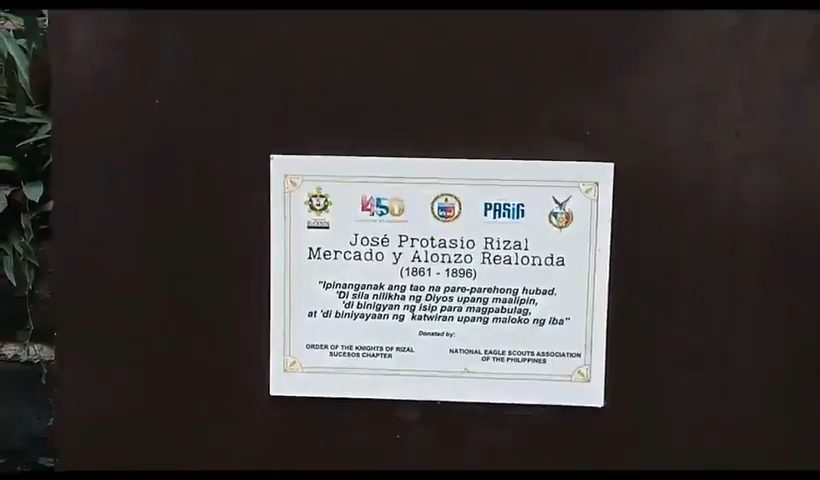 SUCESOS
450
PASIG
José Protasio Rizal
Mercado y Alonzo Realonda
(1861 - 1896)
"Ipinanganak ang tao na pare-parehong hubad.
'Di sila nilikha ng Diyos upang maalipin,
'di binigyan ng isip para magpabulag,
at 'di biniyayaan ng katwiran upang maloko ng iba"
Donated by:
ORDER OF THE KNIGHTS OF RIZAL
SUCESOS CHAPTER
NATIONAL EAGLE SCOUTS ASSOCIATION
OF THE PHILIPPINES